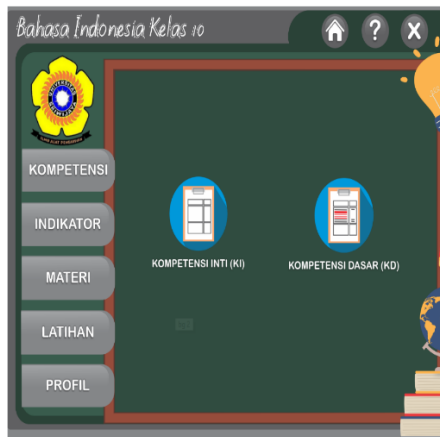 Bahasa Indonesia Kelas 10
?
X
KOMPETENSI
INDIKATOR
MATERI
LATIHAN
PROFIL
KOMPETENSI INTI (KI)
KOMPETENSI DASAR (KD)